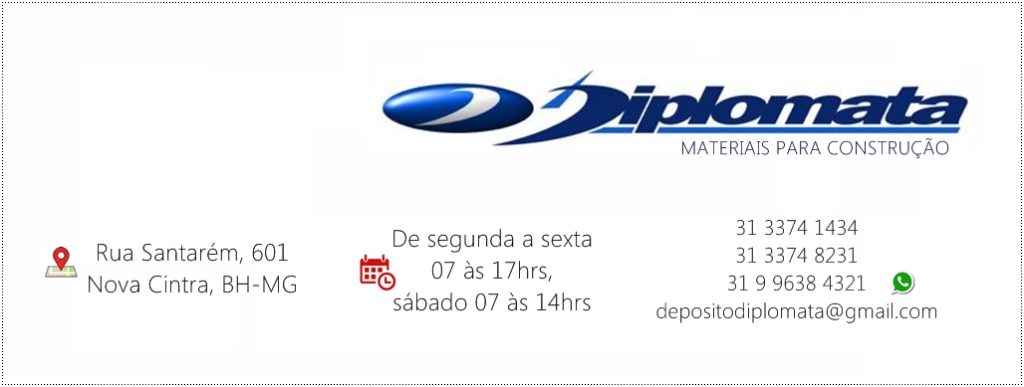 Diplomata
MATERIAIS PARA CONSTRUÇÃO
Rua Santarém, 601
Nova Cintra, BH-MG
De segunda a sexta
07 às 17hrs,
sábado 07 às 14hrs
31 3374 1434
31 3374 8231
31 9 9638 4321
depositodiplomata@gmail.com